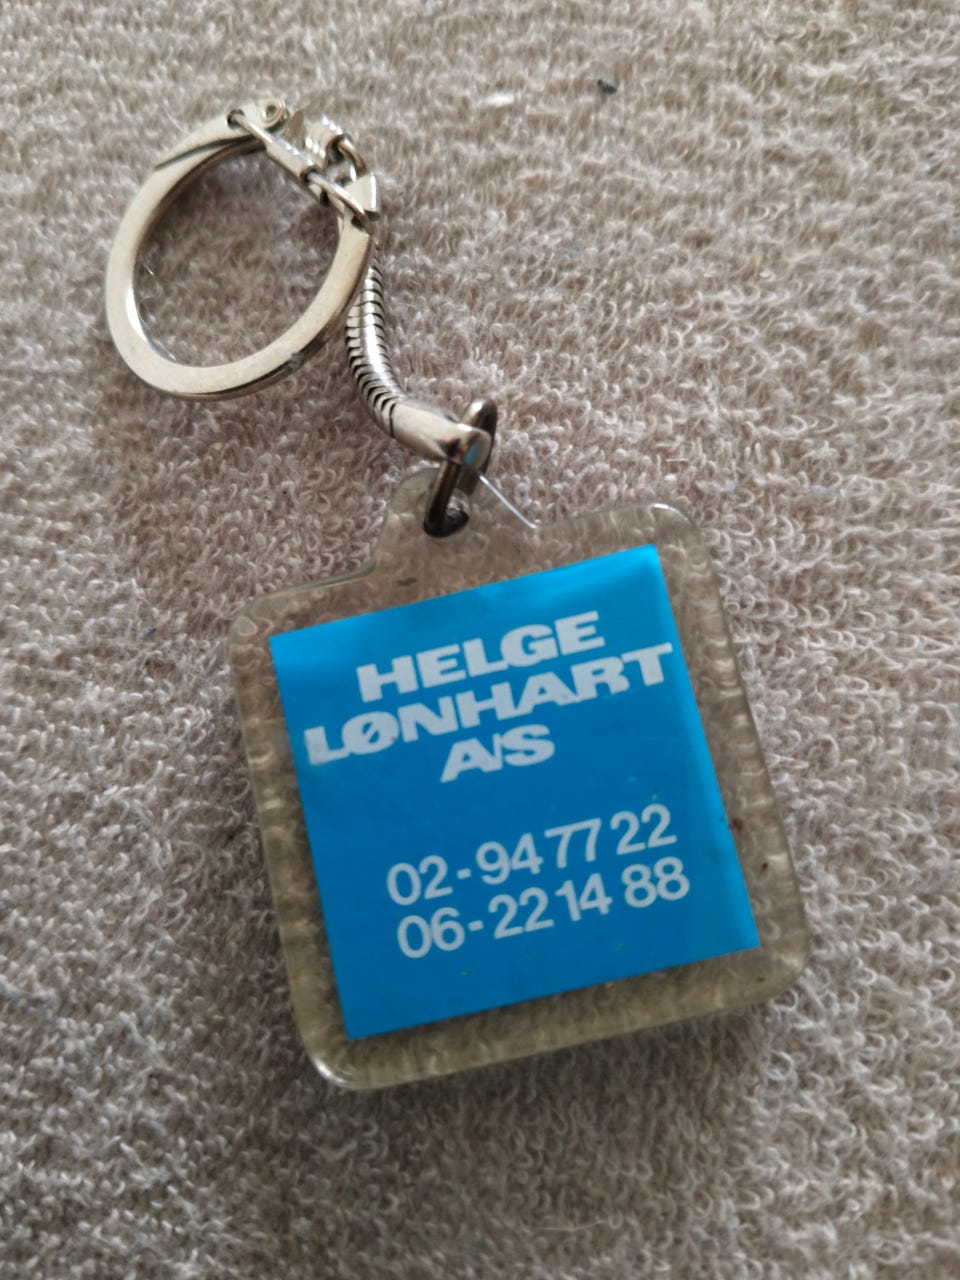 HELGE
LØNHART
A/S
02-94 77 22
06-22 14 88